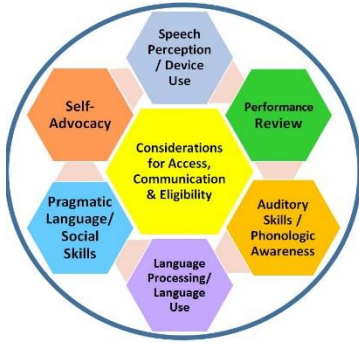 Speech
Perception
/ Device
Use
Self-
Advocacy
Performance
Review
Considerations
for Access,
Communication
& Eligibility
Pragmatic
Language/
Social
Skills
Auditory
Skills /
Phonologic
Awareness
Language
Processing/
Language
Use